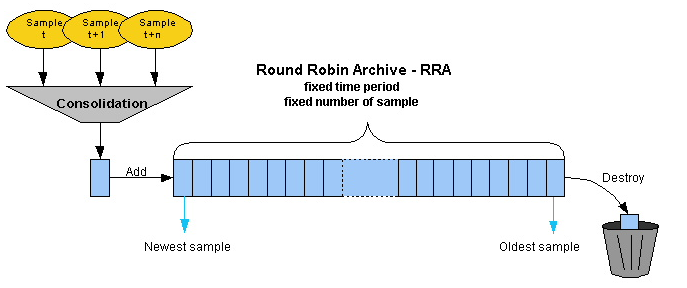 Sample
t
Sample
t+1
Sample
t+n
Consolidation
Round Robin Archive - RRA
fixed time period
fixed number of sample
Add
Destroy
Newest sample
Oldest sample